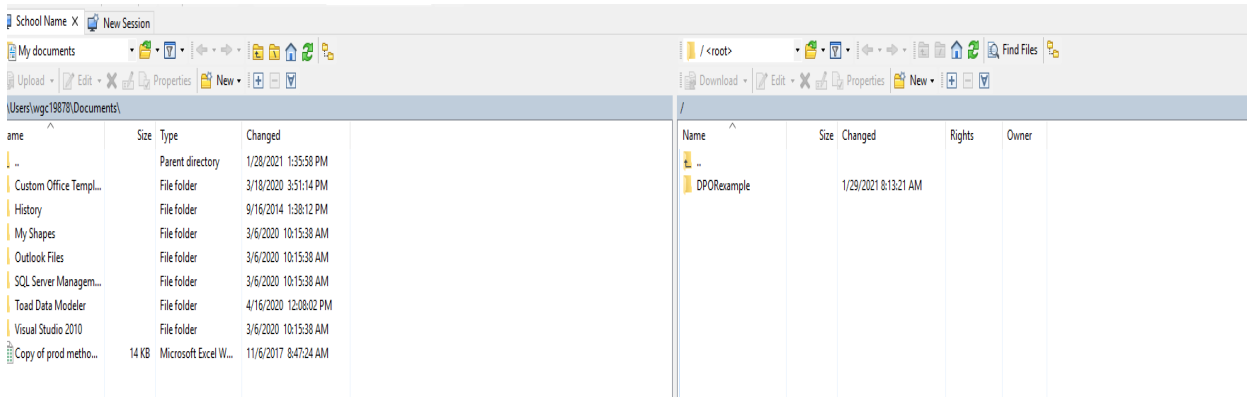 School Name X New Session
My documents / <root> Find Files
Upload Edit Properties New Download Edit Properties New
\Users\wgc19878\Documents\ /
ame Size Type Changed Name Size Changed Rights Owner
.. Parent directory 1/28/2021 1:35:58 PM ..
Custom Office Templ... File folder 3/18/2020 3:51:14 PM DPORexample 1/29/2021 8:13:21 AM
History File folder 9/16/2014 1:38:12 PM
My Shapes File folder 3/6/2020 10:15:38 AM
Outlook Files File folder 3/6/2020 10:15:38 AM
SQL Server Managem... File folder 3/6/2020 10:15:38 AM
Toad Data Modeler File folder 4/16/2020 12:08:02 PM
Visual Studio 2010 File folder 3/6/2020 10:15:38 AM
Copy of prod metho... 14 KB Microsoft Excel W... 11/6/2017 8:47:24 AM